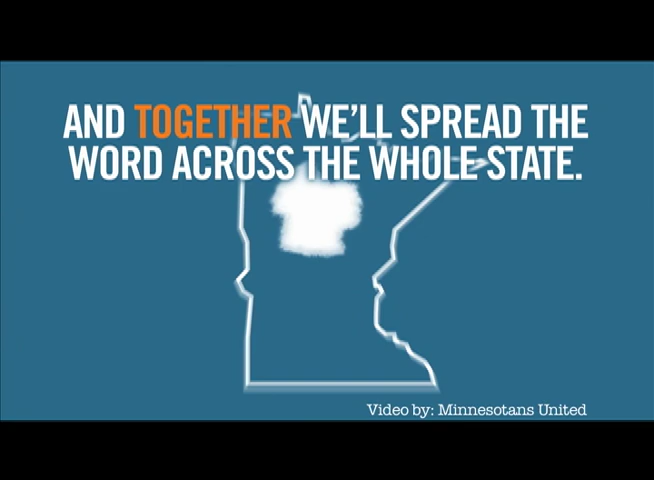 AND TOGETHER WE'LL SPREAD THE
WORD ACROSS THE WHOLE STATE.
Video by: Minnesotans United